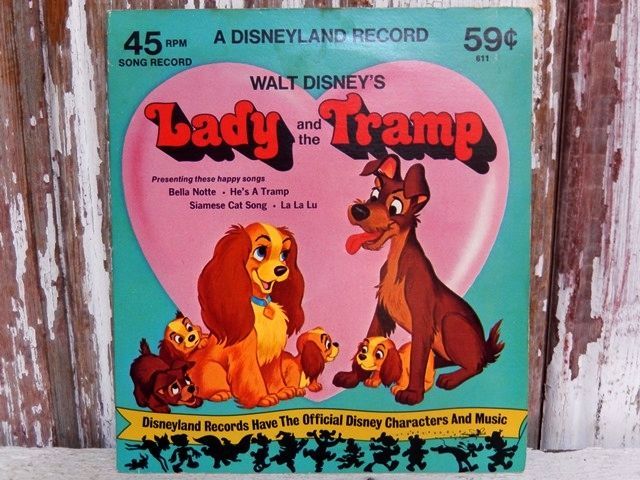 45 RPM
SONG RECORD
A DISNEYLAND RECORD
59¢
611
WALT DISNEY'S
Lady and the Tramp
Presenting these happy songs
Bella Notte • He's A Tramp
Siamese Cat Song • La La Lu
Disneyland Records Have The Official Disney Characters And Music